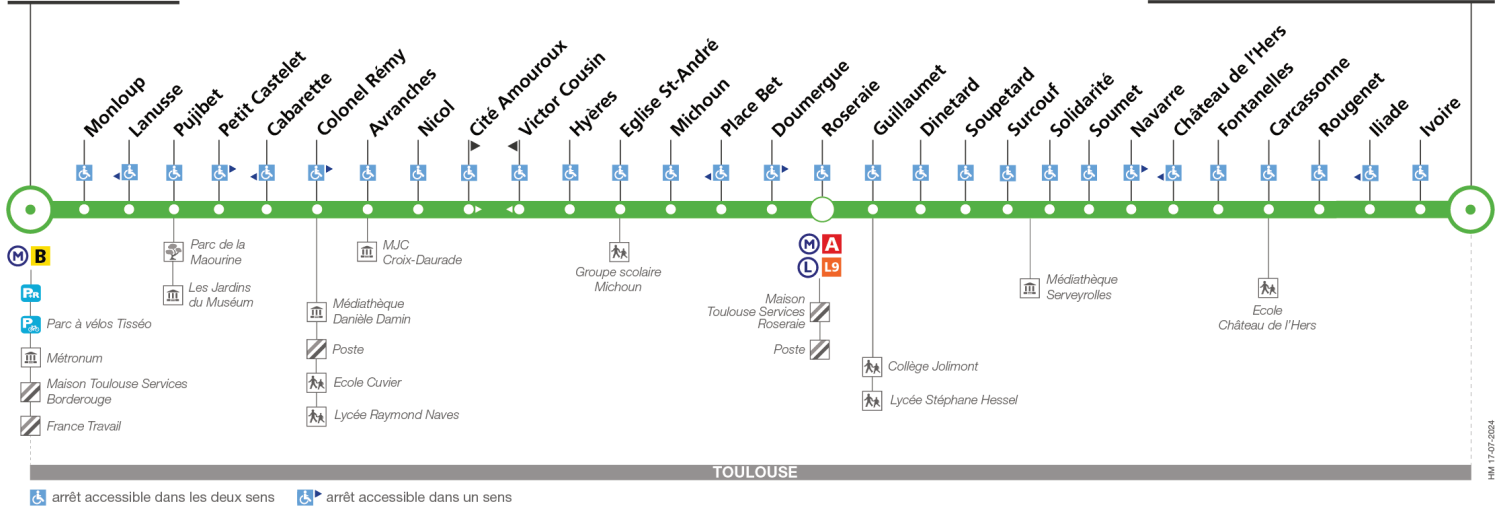 Monloup
Lanusse
Pujibet
Petit Castelet
Cabarette
Colonel Rémy
Avranches
Nicol
Cité Amouroux
Victor Cousin
Hyères
Eglise St-André
Michoun
Place Bet
Doumergue
Roseraie
Guillaumet
Dinetard
Soupetard
Surcouf
Solidarité
Soumet
Navarre
Château de l'Hers
Fontanelles
Carcassonne
Rougenet
Iliade
Ivoire
M B
P+R
P
Parc à vélos Tisséo
Métronum
Maison Toulouse Services
Borderouge
France Travail
Parc de la
Maourine
Les Jardins
du Muséum
Médiathèque
Danièle Damin
Poste
Ecole Cuvier
Lycée Raymond Naves
MJC
Croix-Daurade
Groupe scolaire
Michoun
M A
L L9
Maison
Toulouse Services
Roseraie
Poste
Collège Jolimont
Lycée Stéphane Hessel
Médiathèque
Serveyrolles
Ecole
Château de l'Hers
TOULOUSE
arrêt accessible dans les deux sens
arrêt accessible dans un sens
HM 17-07-2024